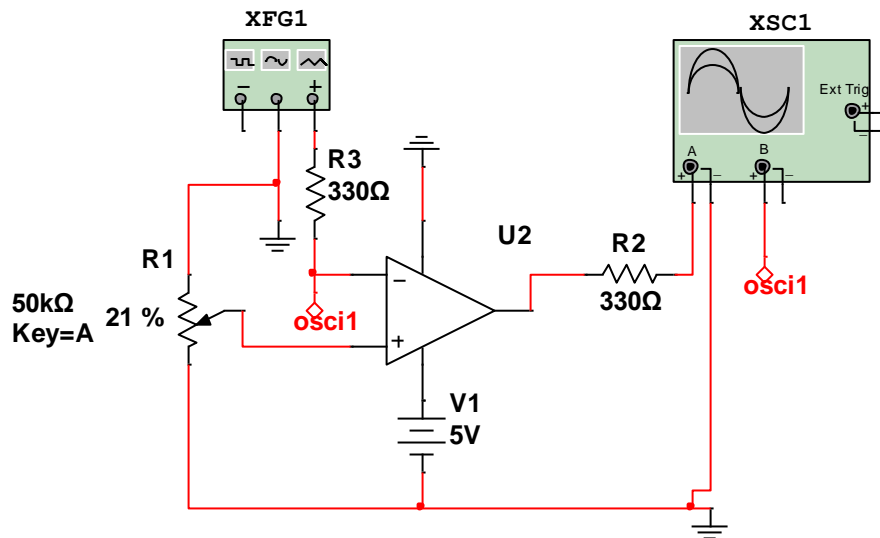 XFG1
XSC1
Ext Trig
+
−
− +
A
B
+ − + −
R3
330Ω
U2
R2
330Ω
R1
50kΩ
Key=A
21 %
osci1
−
+
osci1
V1
5V